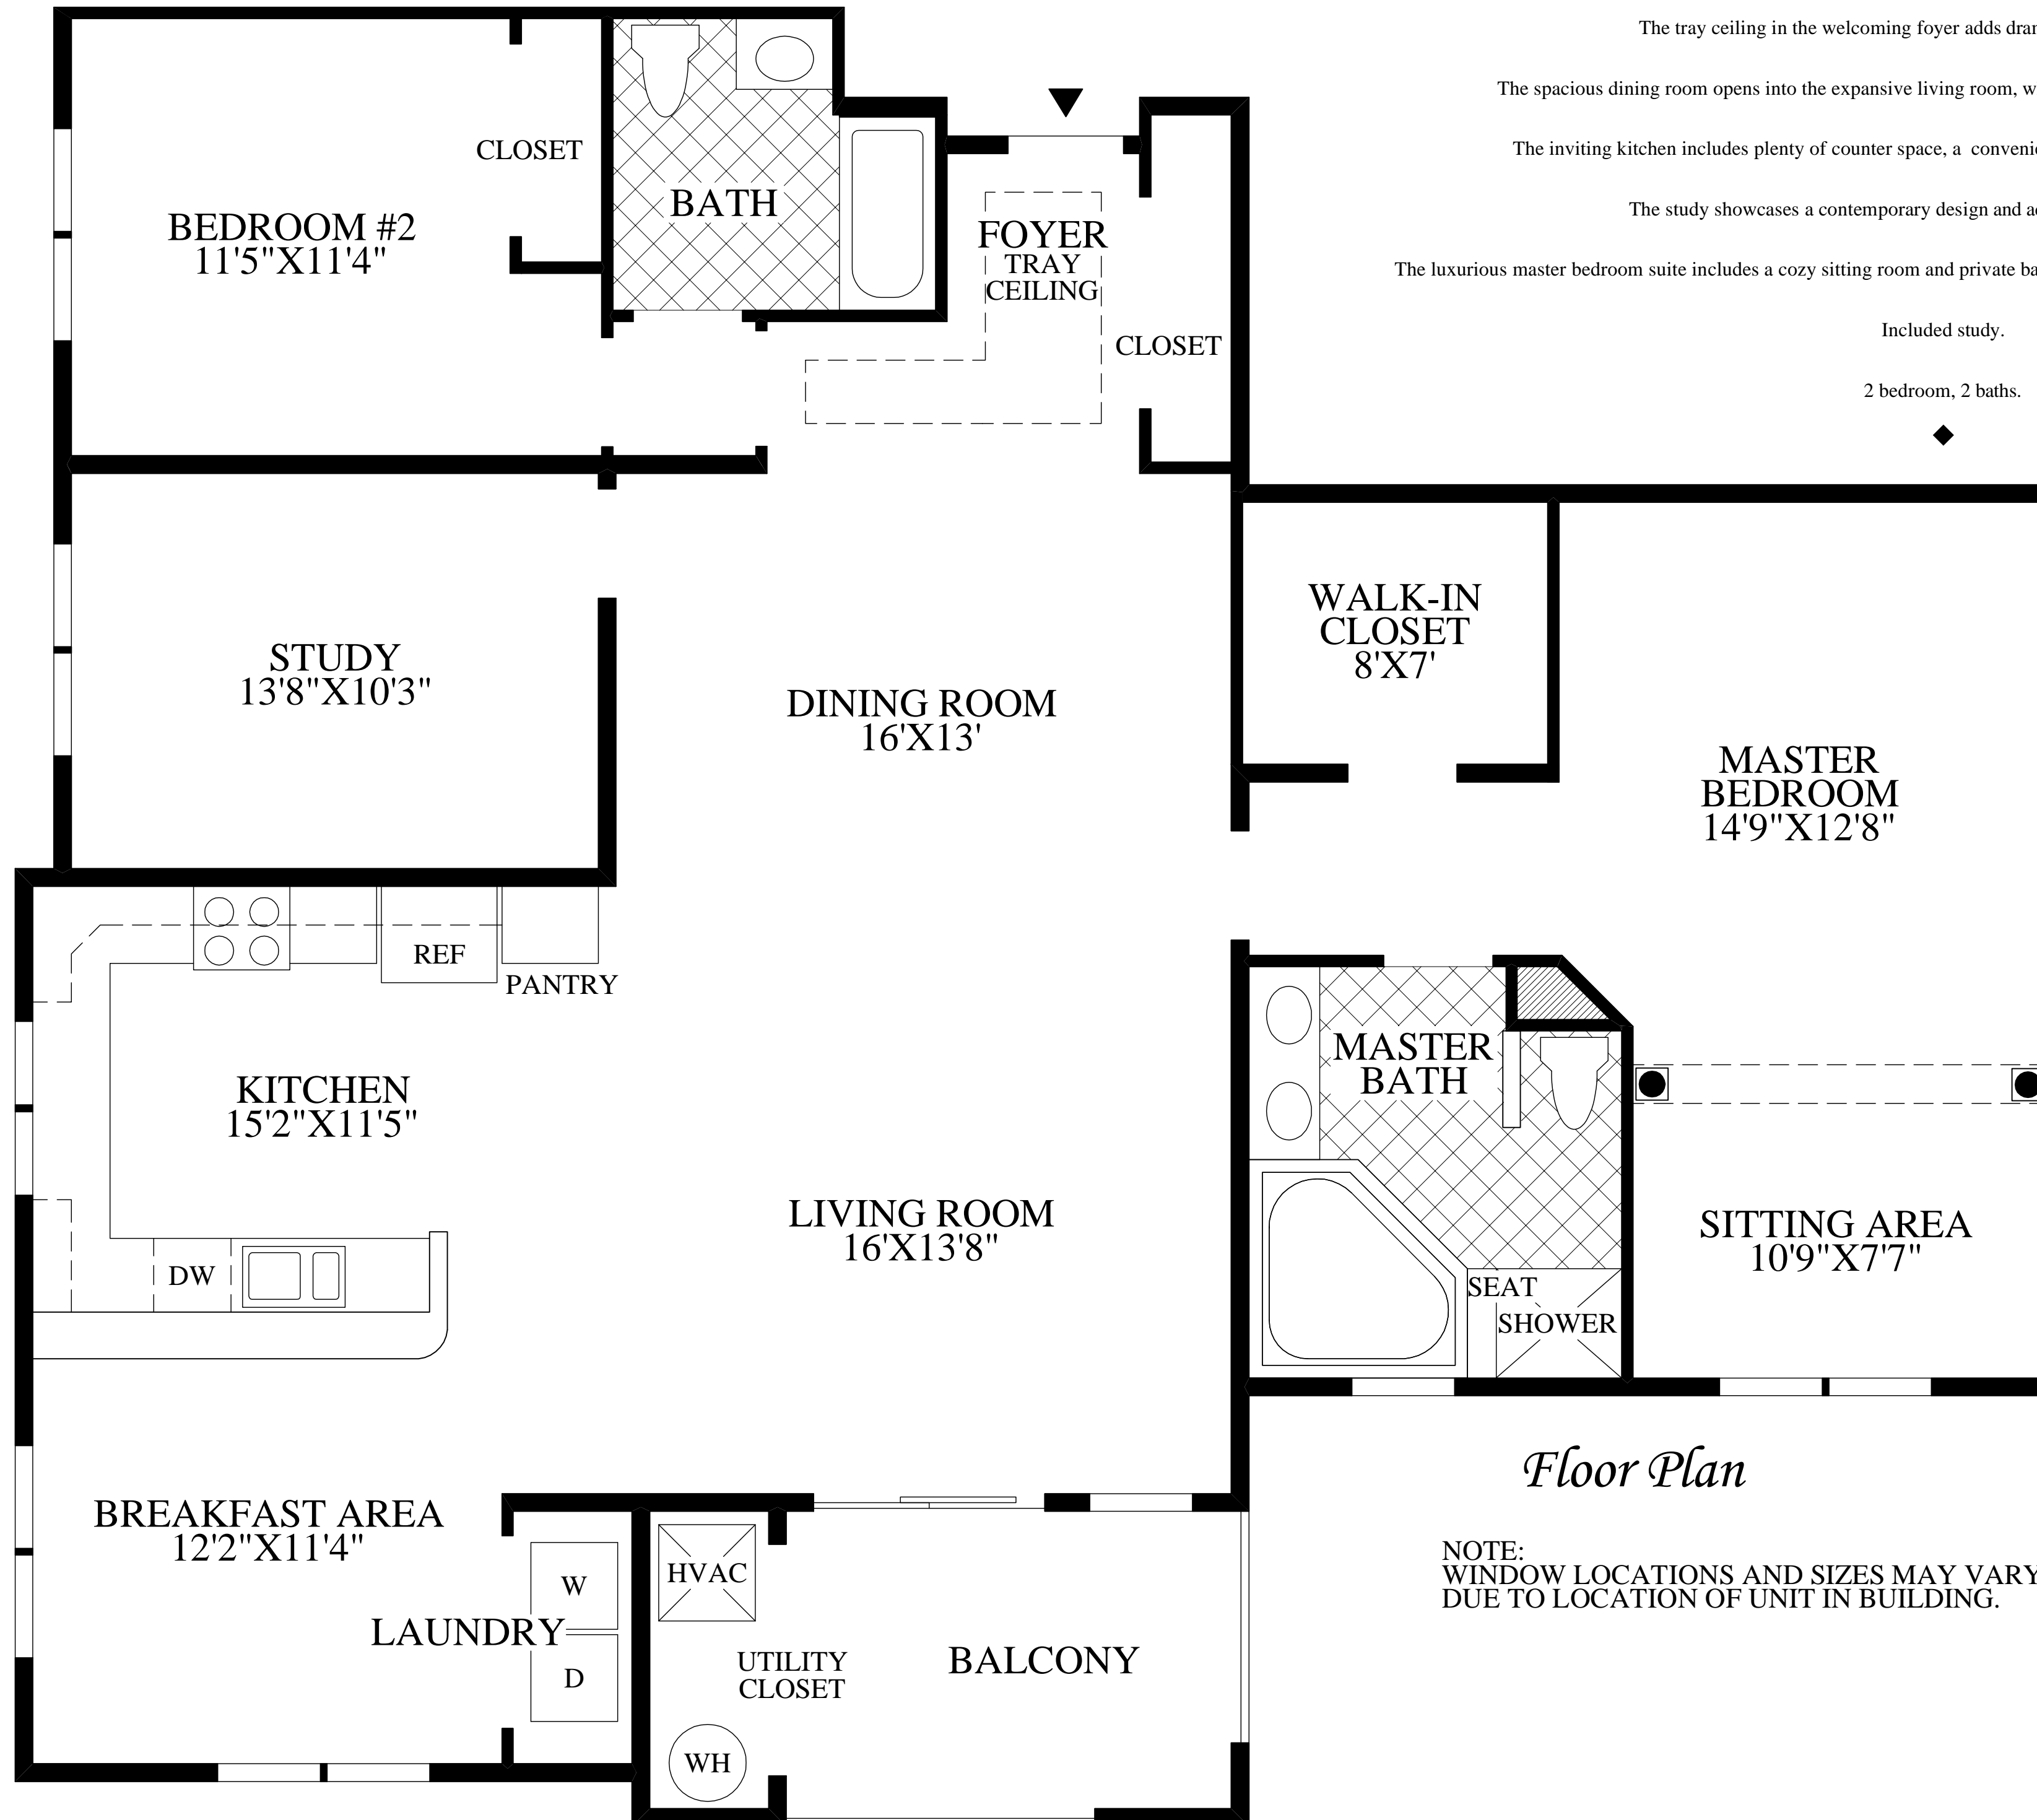 The tray ceiling in the welcoming foyer adds
The spacious dining room opens into the expansive living room,
The inviting kitchen includes plenty of counter space, a convenie
The study showcases a contemporary design and
The luxurious master bedroom suite includes a cozy sitting room and private
Included study.
2 bedroom, 2 baths.
CLOSET
BATH
BEDROOM #2
11'5"X11'4"
FOYER
TRAY
CEILING
CLOSET
WALK-IN
CLOSET
8'X7'
STUDY
13'8"X10'3"
DINING ROOM
16'X13'
MASTER
BEDROOM
14'9"X12'8"
REF
PANTRY
KITCHEN
15'2"X11'5"
MASTER
BATH
LIVING ROOM
16'X13'8"
SITTING AREA
10'9"X7'7"
DW
SEAT
SHOWER
Floor Plan
BREAKFAST AREA
12'2"X11'4"
NOTE:
WINDOW LOCATIONS AND SIZES MAY VARY
DUE TO LOCATION OF UNIT IN BUILDING.
HVAC
W
LAUNDRY
D
UTILITY
CLOSET
BALCONY
WH